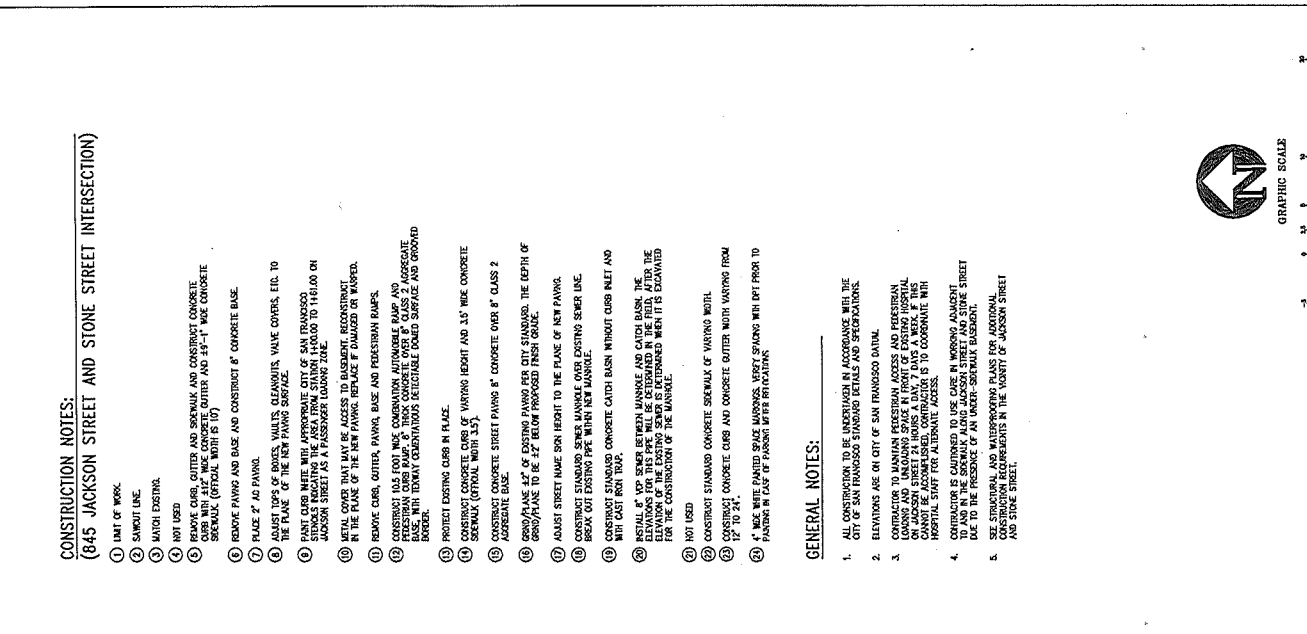 CONSTRUCTION NOTES:
(845 JACKSON STREET AND STONE STREET INTERSECTION)
1 LIMIT OF WORK.
2 SAWCUT LINE.
3 MATCH EXISTING.
4 NOT USED
5 REMOVE CURB, GUTTER AND SIDEWALK AND CONSTRUCT CONCRETE
CURB WITH ±12" WIDE CONCRETE GUTTER AND ±9'-1" WIDE CONCRETE
SIDEWALK (OFFICIAL WIDTH IS 10')
6 REMOVE PAVING AND BASE AND CONSTRUCT 8" CONCRETE BASE.
7 PLACE 2" AC PAVING.
8 ADJUST TOPS OF BOXES, VAULTS, CLEANOUTS, VALVE COVERS, ETC. TO
THE PLANE OF THE NEW PAVING SURFACE.
9 PAINT CURB WHITE WITH APPROPRIATE CITY OF SAN FRANCISCO
STENCILS INDICATING THE AREA FROM STATION 1+00.00 TO 1+61.00 ON
JACKSON STREET AS A PASSENGER LOADING ZONE.
10 METAL COVER THAT MAY BE ACCESS TO BASEMENT. RECONSTRUCT
IN THE PLANE OF THE NEW PAVING. REPLACE IF DAMAGED OR WARPED.
11 REMOVE CURB, GUTTER, PAVING, BASE AND PEDESTRIAN RAMPS.
12 CONSTRUCT 10.5 FOOT WIDE COMBINATION AUTOMOBILE RAMP AND
PEDESTRIAN CURB RAMP. 8" THICK CONCRETE OVER 8" CLASS 2 AGGREGATE
BASE, WITH TEKWAY CEMENTATIOUS DETECTABLE DOMED SURFACE AND GROOVED
BORDER.
13 PROTECT EXISTING CURB IN PLACE.
14 CONSTRUCT CONCRETE CURB OF VARYING HEIGHT AND 3.5' WIDE CONCRETE
SIDEWALK (OFFICIAL WIDTH 3.5').
15 CONSTRUCT CONCRETE STREET PAVING 8" CONCRETE OVER 8" CLASS 2
AGGREGATE BASE.
16 GRIND/PLANE ±2" OF EXISTING PAVING PER CITY STANDARD. THE DEPTH OF
GRIND/PLANE TO BE ±2" BELOW PROPOSED FINISH GRADE.
17 ADJUST STREET NAME SIGN HEIGHT TO THE PLANE OF NEW PAVING.
18 CONSTRUCT STANDARD SEWER MANHOLE OVER EXISTING SEWER LINE.
BREAK OUT EXISTING PIPE WITHIN NEW MANHOLE.
19 CONSTRUCT STANDARD CONCRETE CATCH BASIN WITHOUT CURB INLET AND
WITH CAST IRON TRAP.
20 INSTALL 8" VCP SEWER BETWEEN MANHOLE AND CATCH BASIN. THE
ELEVATIONS FOR THIS PIPE WILL BE DETERMINED IN THE FIELD, AFTER THE
ELEVATION OF THE EXISTING SEWER IS DETERMINED WHEN IT IS EXCAVATED
FOR THE CONSTRUCTION OF THE MANHOLE.
21 NOT USED
22 CONSTRUCT STANDARD CONCRETE SIDEWALK OF VARYING WIDTH.
23 CONSTRUCT CONCRETE CURB AND CONCRETE GUTTER WIDTH VARYING FROM
12" TO 24".
24 4" WIDE WHITE PAINTED SPACE MARKINGS. VERIFY SPACING WITH DPT PRIOR TO
PAINTING IN CASE OF PARKING METER RELOCATIONS
GENERAL NOTES:
1. ALL CONSTRUCTION TO BE UNDERTAKEN IN ACCORDANCE WITH THE
CITY OF SAN FRANCISCO STANDARD DETAILS AND SPECIFICATIONS.
2. ELEVATIONS ARE ON CITY OF SAN FRANCISCO DATUM.
3. CONTRACTOR TO MAINTAIN PEDESTRIAN ACCESS AND PEDESTRIAN
LOADING AND UNLOADING SPACE IN FRONT OF EXISTING HOSPITAL
ON JACKSON STREET 24 HOURS A DAY, 7 DAYS A WEEK. IF THIS
CANNOT BE ACCOMPLISHED, CONTRACTOR IS TO COORDINATE WITH
HOSPITAL STAFF FOR ALTERNATE ACCESS.
4. CONTRACTOR IS CAUTIONED TO USE CARE IN WORKING ADJACENT
TO AND IN THE SIDEWALK ALONG JACKSON STREET AND STONE STREET
DUE TO THE PRESENCE OF AN UNDER-SIDEWALK BASEMENT.
5. SEE STRUCTURAL AND WATERPROOFING PLANS FOR ADDITIONAL
CONSTRUCTION REQUIREMENTS IN THE VICINITY OF JACKSON STREET
AND STONE STREET.
N
GRAPHIC SCALE